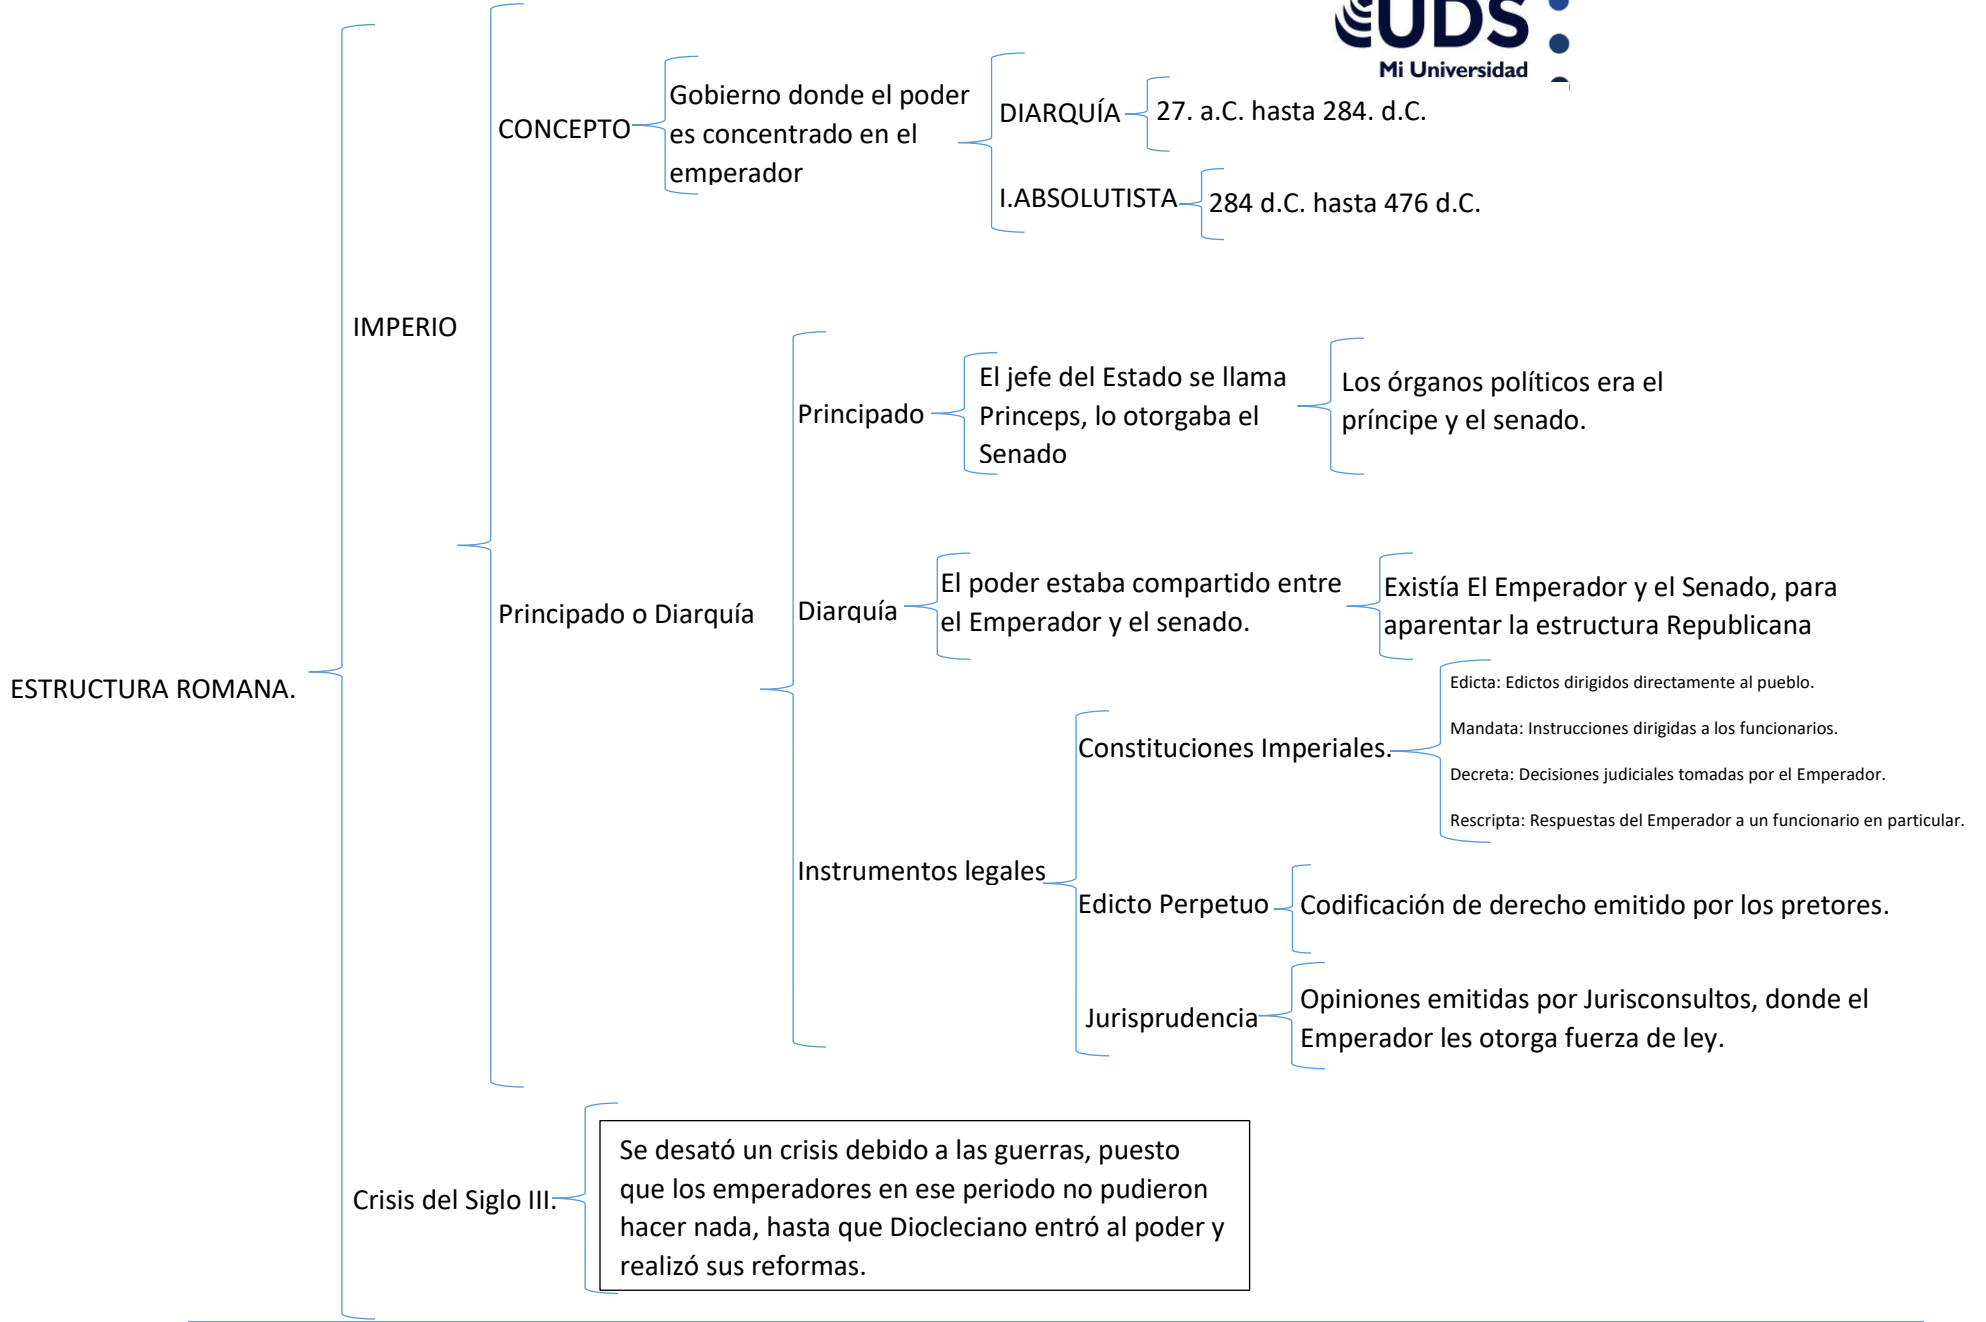 UDS
Mi Universidad
ESTRUCTURA ROMANA.
IMPERIO
CONCEPTO
Gobierno donde el poder
es concentrado en el
emperador
DIARQUÍA
27. a.C. hasta 284. d.C.
I.ABSOLUTISTA
284 d.C. hasta 476 d.C.
Principado o Diarquía
Principado
El jefe del Estado se llama
Princeps, lo otorgaba el
Senado
Los órganos políticos era el
príncipe y el senado.
Diarquía
El poder estaba compartido entre
el Emperador y el senado.
Existía El Emperador y el Senado, para
aparentar la estructura Republicana
Instrumentos legales
Constituciones Imperiales.
Edicta: Edictos dirigidos directamente al pueblo.
Mandata: Instrucciones dirigidas a los funcionarios.
Decreta: Decisiones judiciales tomadas por el Emperador.
Rescripta: Respuestas del Emperador a un funcionario en particular.
Edicto Perpetuo
Codificación de derecho emitido por los pretores.
Jurisprudencia
Opiniones emitidas por Jurisconsultos, donde el
Emperador les otorga fuerza de ley.
Crisis del Siglo III.
Se desató un crisis debido a las guerras, puesto
que los emperadores en ese periodo no pudieron
hacer nada, hasta que Diocleciano entró al poder y
realizó sus reformas.